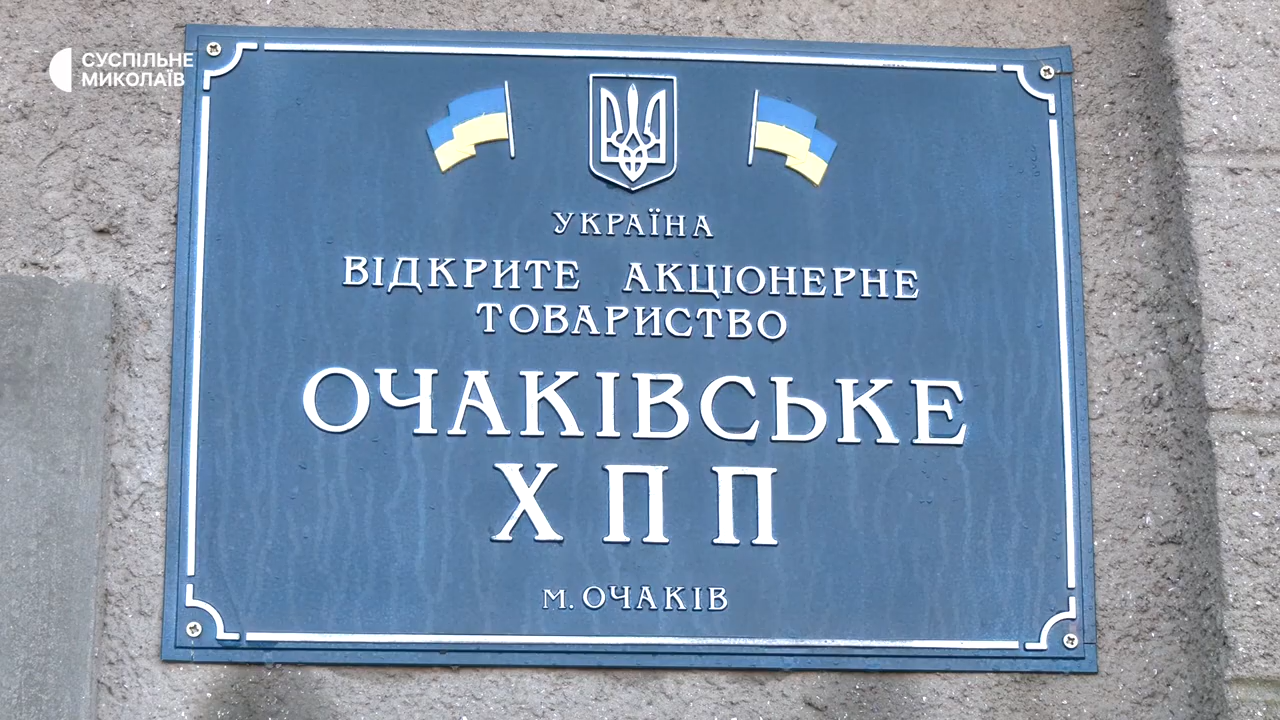 СУСПІЛЬНЕ
МИКОЛАЇВ
УКРАЇНА
ВІДКРИТЕ АКЦІОНЕРНЕ
ТОВАРИСТВО
ОЧАКІВСЬКЕ
ХПП
м. ОЧАКІВ